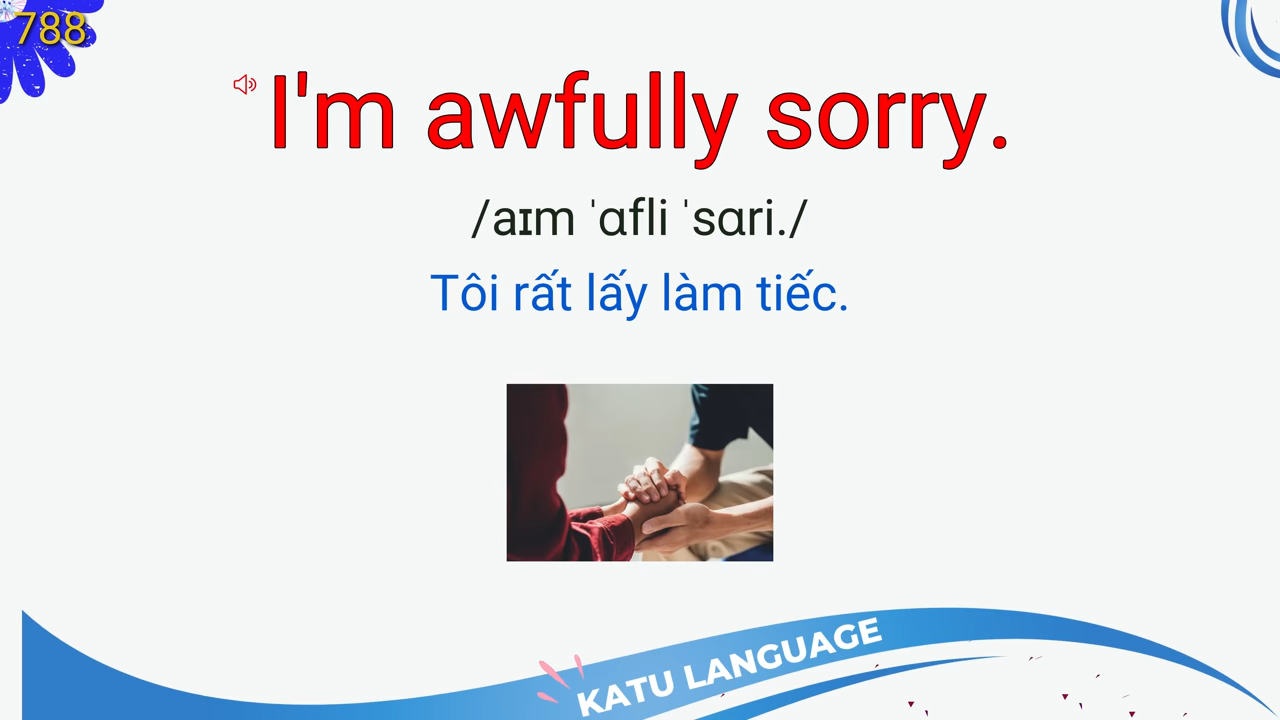 788
I'm awfully sorry.
/aɪm ˈɑfli ˈsɑri./
Tôi rất lấy làm tiếc.
KATU LANGUAGE